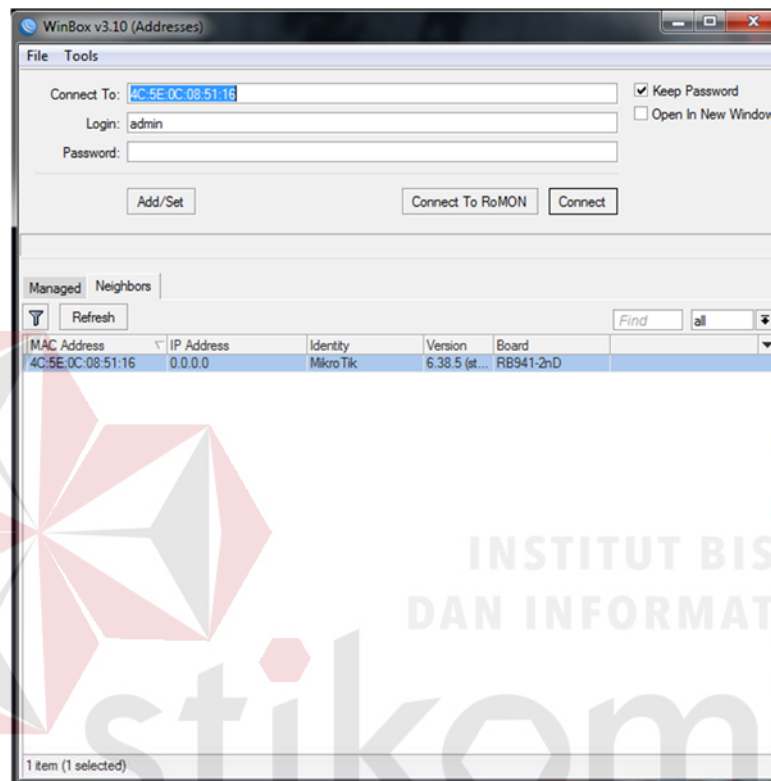 WinBox v3.10 (Addresses)
File Tools
Connect To: 4C:5E:0C:08:51:16
Keep Password
Login: admin
Open In New Window
Password:
Add/Set Connect To RoMON Connect
Managed Neighbors
Refresh Find all
MAC Address IP Address Identity Version Board
4C:5E:0C:08:51:16 0.0.0.0 MikroTik 6.38.5 (st... RB941-2nD
INSTITUT BIS
DAN INFORMAT
stikom
1 item (1 selected)